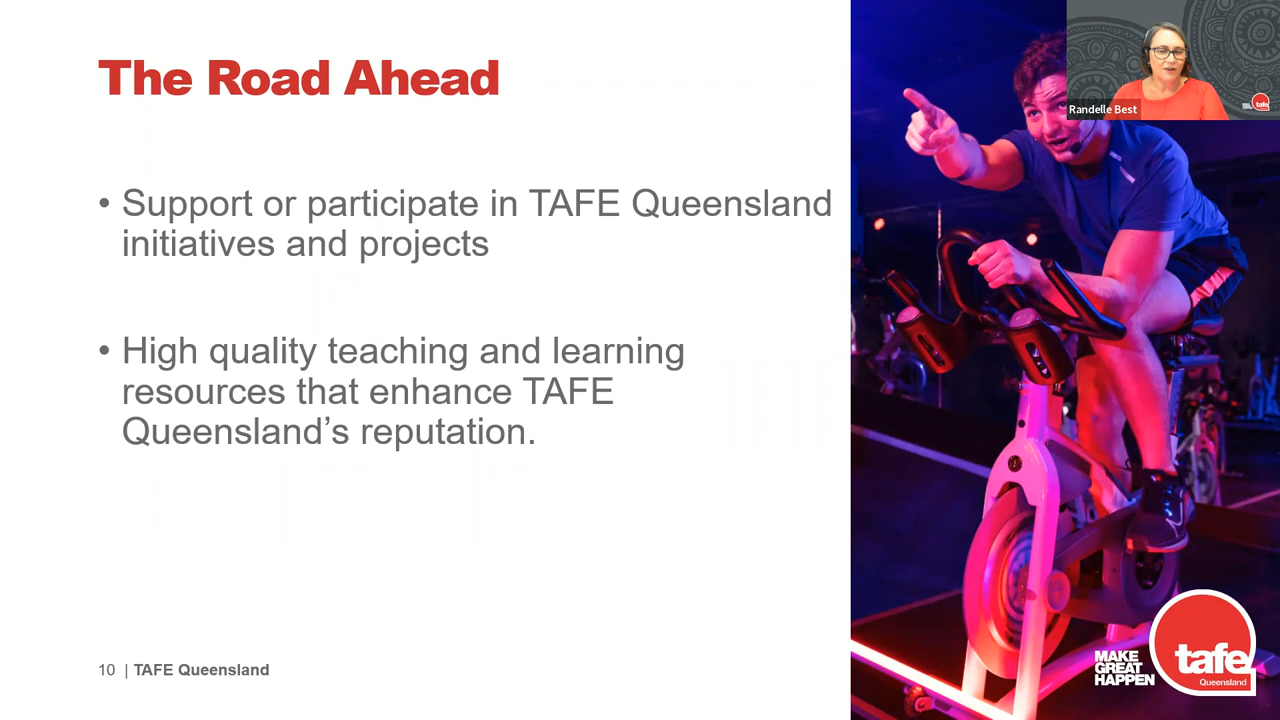 The Road Ahead
• Support or participate in TAFE Queensland
initiatives and projects
• High quality teaching and learning
resources that enhance TAFE
Queensland’s reputation.
10 | TAFE Queensland
Randelle Best
MAKE
GREAT
HAPPEN
tafe
Queensland
tafe